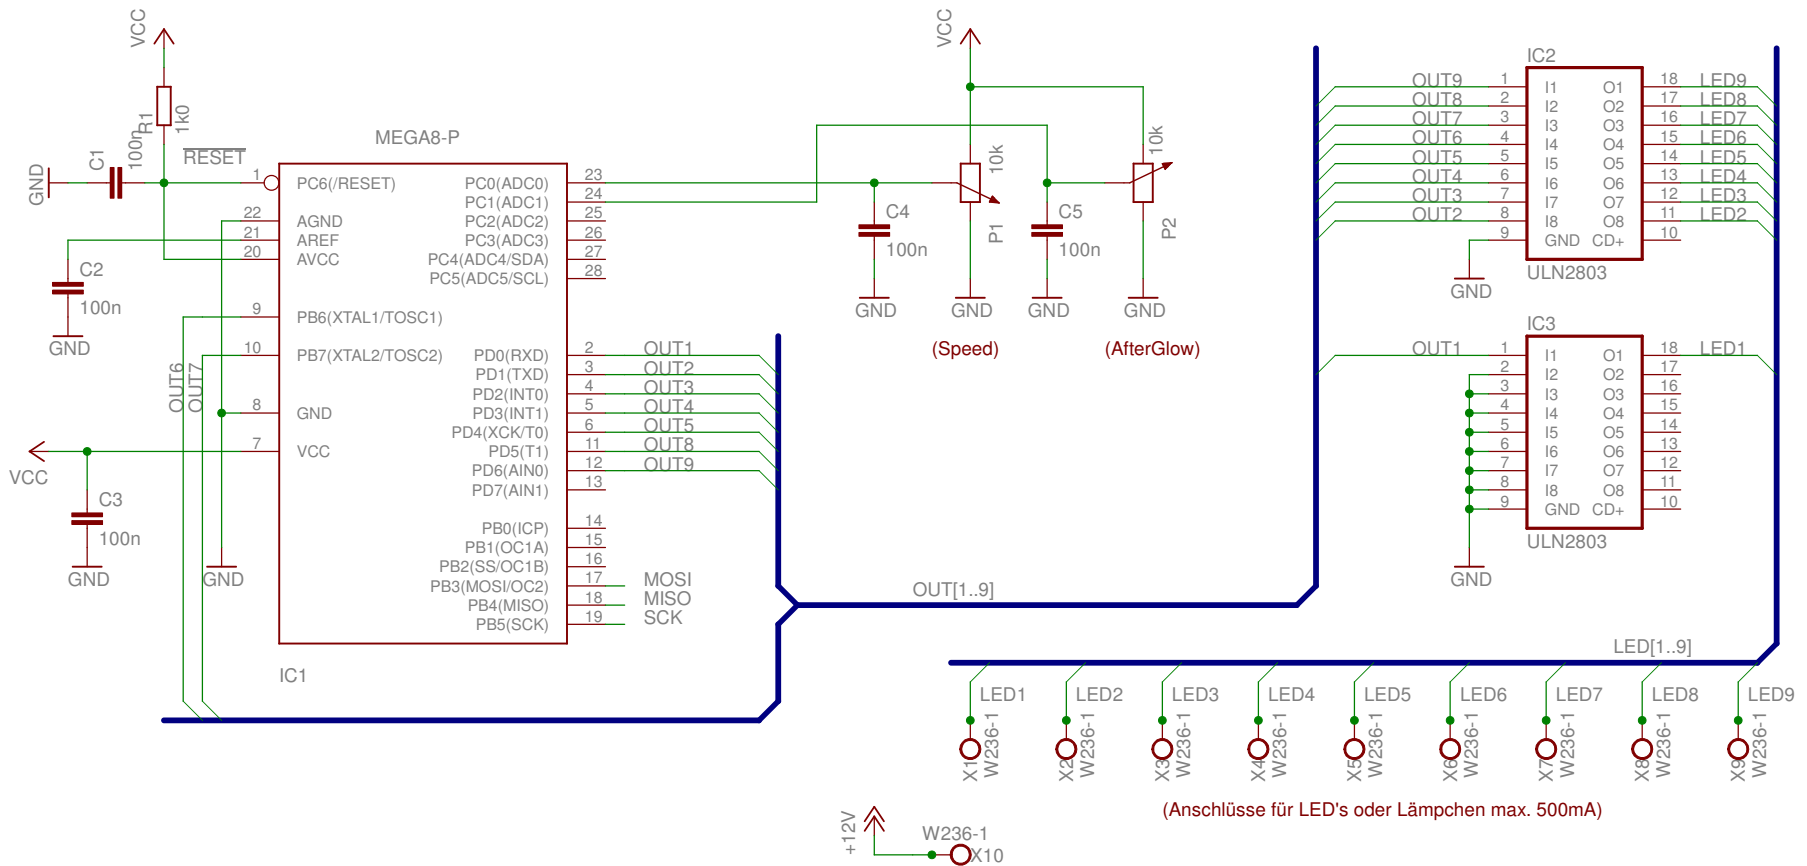 VCC
R1
1k0
C1
100n
GND
RESET
MEGA8-P
1 PC6(/RESET)
22 AGND
21 AREF
20 AVCC
9 PB6(XTAL1/TOSC1)
10 PB7(XTAL2/TOSC2)
8 GND
7 VCC
C2
100n
GND
OUT6
OUT7
VCC
C3
100n
GND
GND
IC1
PC0(ADC0) 23
PC1(ADC1) 24
PC2(ADC2) 25
PC3(ADC3) 26
PC4(ADC4/SDA) 27
PC5(ADC5/SCL) 28
PD0(RXD) 2 OUT1
PD1(TXD) 3 OUT2
PD2(INT0) 4 OUT3
PD3(INT1) 5 OUT4
PD4(XCK/T0) 6 OUT5
PD5(T1) 11 OUT8
PD6(AIN0) 12 OUT9
PD7(AIN1) 13
PB0(ICP) 14
PB1(OC1A) 15
PB2(SS/OC1B) 16
PB3(MOSI/OC2) 17 MOSI
PB4(MISO) 18 MISO
PB5(SCK) 19 SCK
VCC
C4
100n
GND
10k
P1
GND
(Speed)
C5
100n
GND
10k
P2
GND
(AfterGlow)
OUT[1..9]
IC2
OUT9 1 I1 O1 18 LED9
OUT8 2 I2 O2 17 LED8
OUT7 3 I3 O3 16 LED7
OUT6 4 I4 O4 15 LED6
OUT5 5 I5 O5 14 LED5
OUT4 6 I6 O6 13 LED4
OUT3 7 I7 O7 12 LED3
OUT2 8 I8 O8 11 LED2
9 GND CD+ 10
ULN2803
GND
IC3
OUT1 1 I1 O1 18 LED1
2 I2 O2 17
3 I3 O3 16
4 I4 O4 15
5 I5 O5 14
6 I6 O6 13
7 I7 O7 12
8 I8 O8 11
9 GND CD+ 10
ULN2803
GND
LED[1..9]
LED1 LED2 LED3 LED4 LED5 LED6 LED7 LED8 LED9
X1 W236-1
X2 W236-1
X3 W236-1
X4 W236-1
X5 W236-1
X6 W236-1
X7 W236-1
X8 W236-1
X9 W236-1
(Anschlüsse für LED's oder Lämpchen max. 500mA)
+12V
W236-1
X10